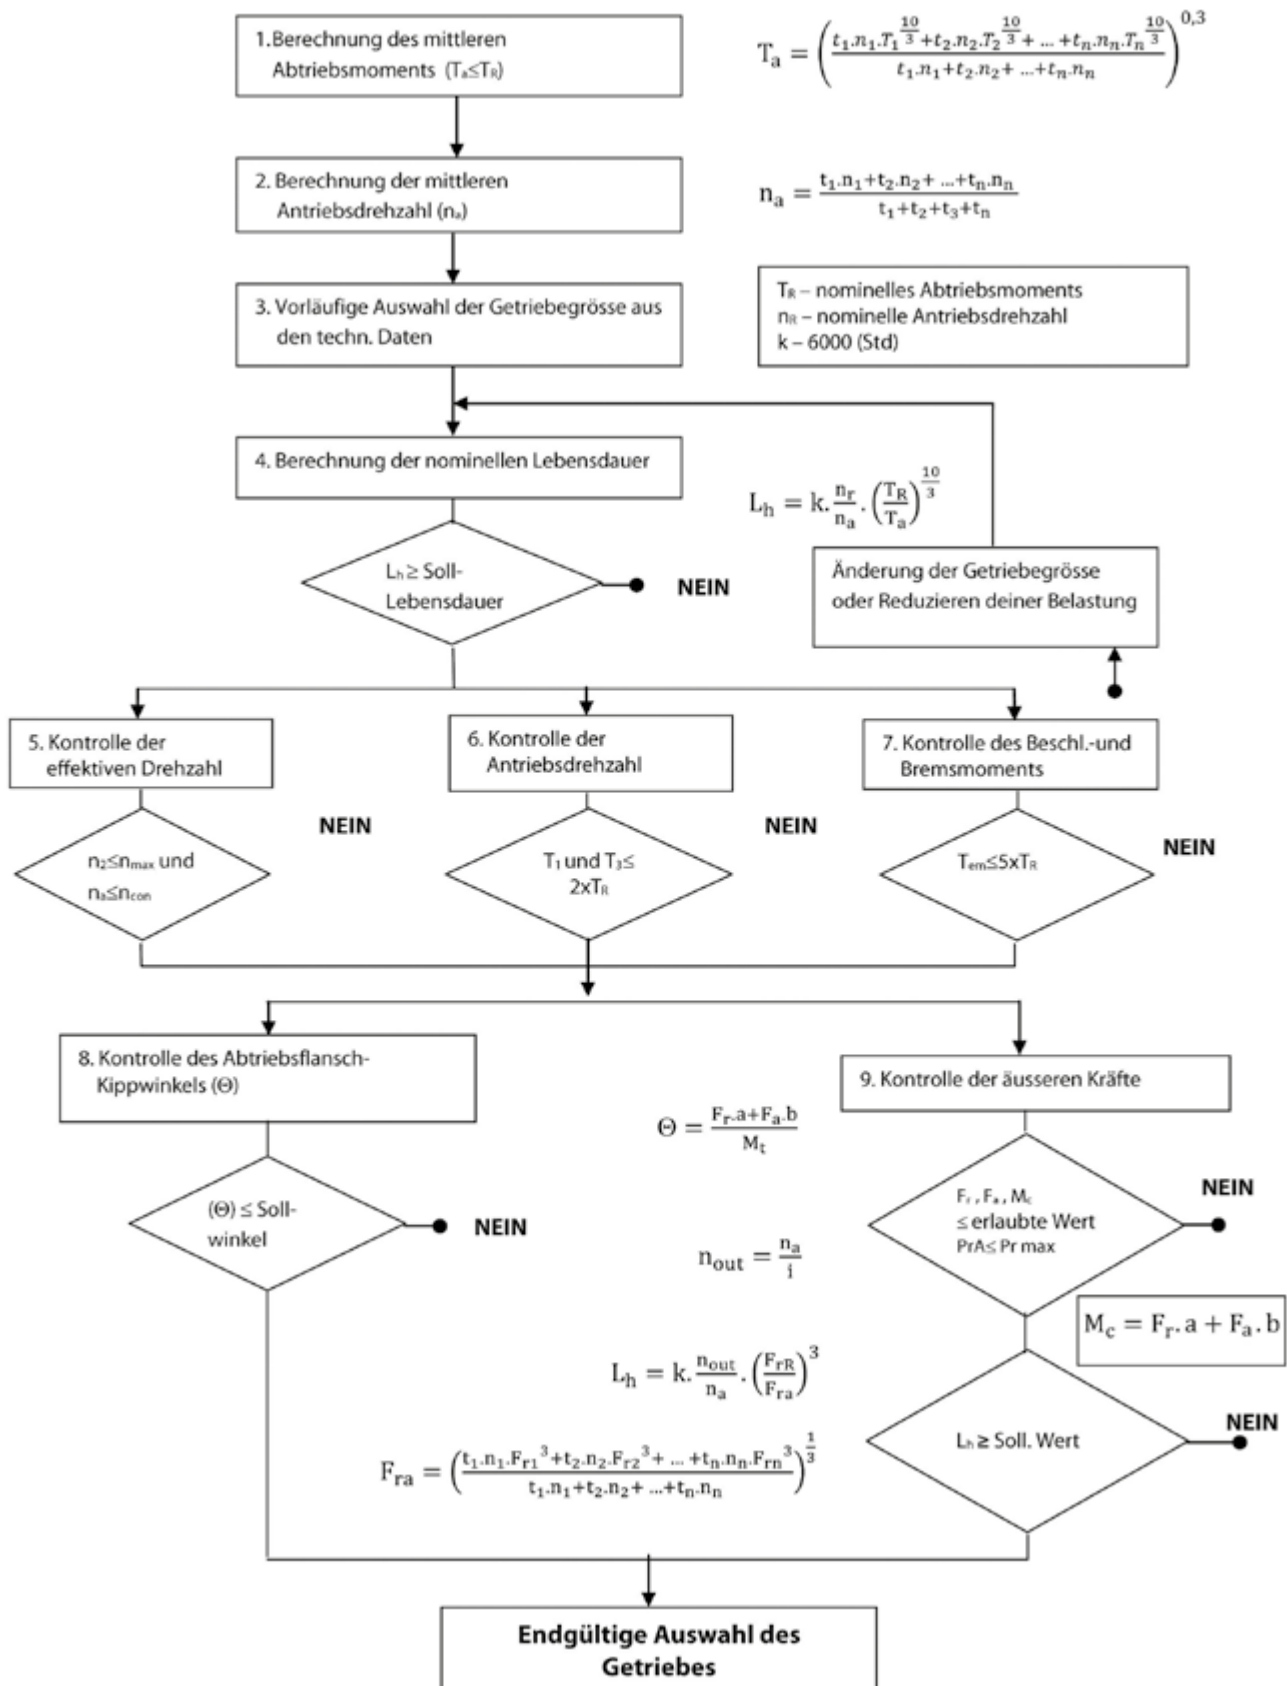 1.Berechnung des mittleren
Abtriebsmoments (Tₐ≤Tᵣ)
Tₐ = ((t₁.n₁.T₁^(10/3)+t₂.n₂.T₂^(10/3)+ ... +tₙ.nₙ.Tₙ^(10/3))/(t₁.n₁+t₂.n₂+ ...+tₙ.nₙ))^0,3
2. Berechnung der mittleren
Antriebsdrehzahl (nₐ)
nₐ = (t₁.n₁+t₂.n₂+ ...+tₙ.nₙ)/(t₁+t₂+t₃+tₙ)
3. Vorläufige Auswahl der Getriebegrösse aus
den techn. Daten
T_R – nominelles Abtriebsmoments
n_R – nominelle Antriebsdrehzahl
k – 6000 (Std)
4. Berechnung der nominellen Lebensdauer
L_h = k.(n_r/nₐ).(T_R/Tₐ)^(10/3)
L_h ≥ Soll-
Lebensdauer
NEIN
Änderung der Getriebegrösse
oder Reduzieren deiner Belastung
5. Kontrolle der
effektiven Drehzahl
6. Kontrolle der
Antriebsdrehzahl
7. Kontrolle des Beschl.-und
Bremsmoments
NEIN
NEIN
NEIN
n₂≤n_max und
nₐ≤n_con
T₁ und T₃≤
2xT_R
T_em≤5xT_R
8. Kontrolle des Abtriebsflansch-
Kippwinkels (Θ)
9. Kontrolle der äusseren Kräfte
Θ = (F_r.a+Fₐ.b)/M_t
(Θ) ≤ Soll-
winkel
NEIN
F_r , F_a , M_c
≤ erlaubte Wert
PrA≤ Pr max
NEIN
n_out = nₐ/i
M_c = F_r. a + Fₐ. b
L_h = k.(n_out/nₐ).(F_rR/F_ra)³
L_h ≥ Soll. Wert
NEIN
F_ra = ((t₁.n₁.F_r1³+t₂.n₂.F_r2³+ ... +tₙ.nₙ.F_rn³)/(t₁.n₁+t₂.n₂+ ...+tₙ.nₙ))^(1/3)
Endgültige Auswahl des
Getriebes